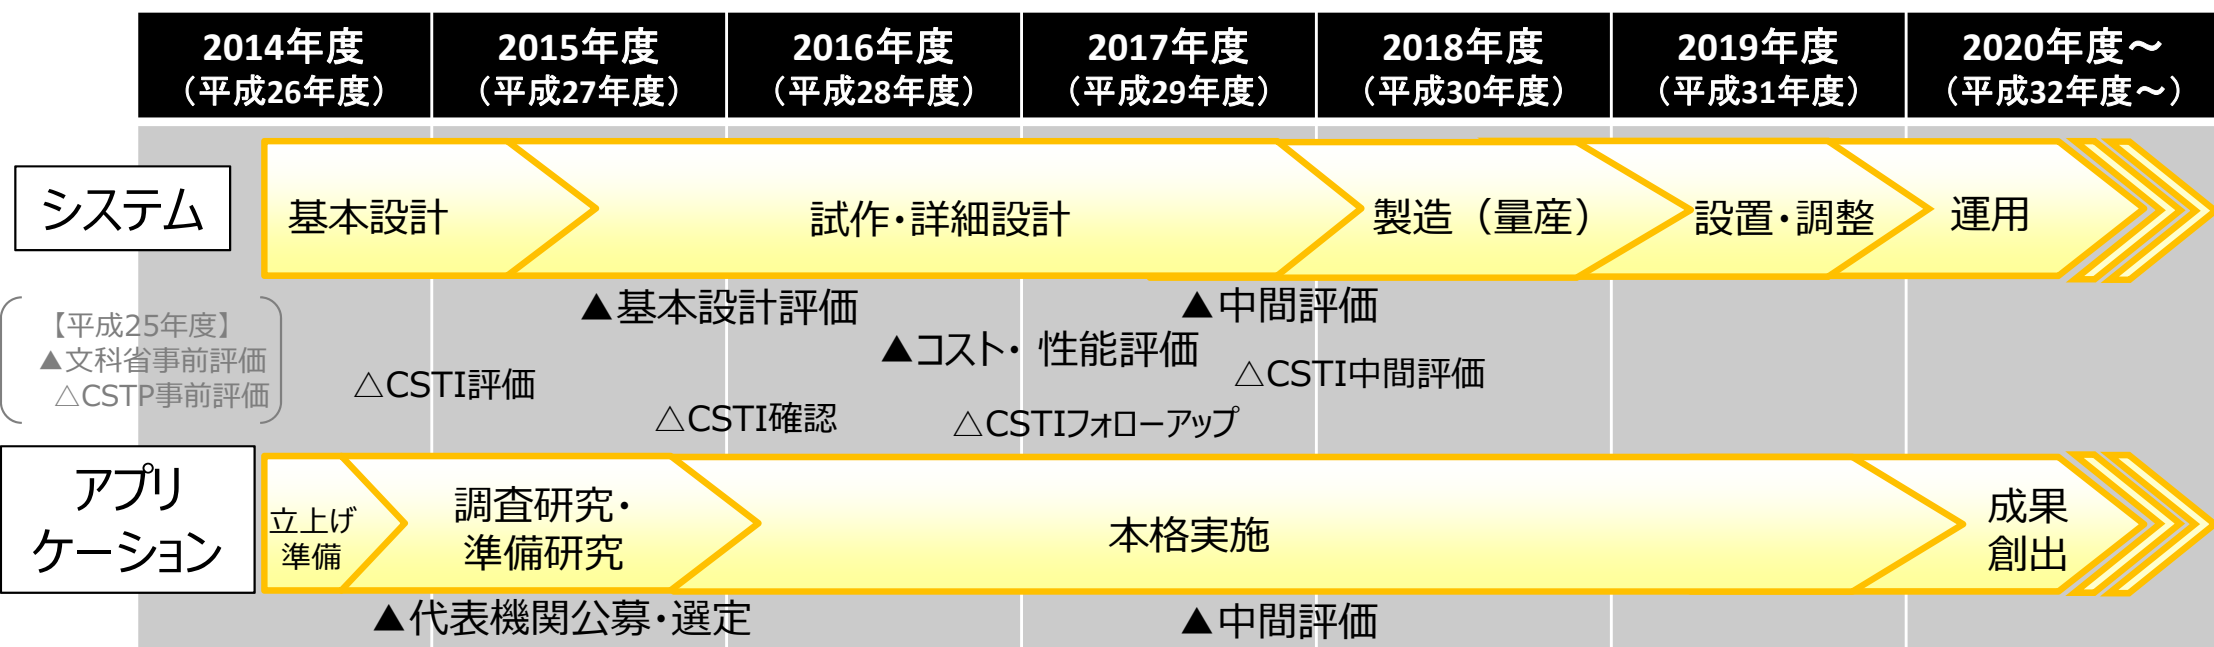 2014年度
（平成26年度）
2015年度
（平成27年度）
2016年度
（平成28年度）
2017年度
（平成29年度）
2018年度
（平成30年度）
2019年度
（平成31年度）
2020年度～
（平成32年度～）
システム
基本設計
試作・詳細設計
製造（量産）
設置・調整
運用
▲基本設計評価
▲中間評価
▲コスト・ 性能評価
【平成25年度】
▲文科省事前評価
△CSTP事前評価
△CSTI評価
△CSTI中間評価
△CSTI確認
△CSTIフォローアップ
アプリ
ケーション
立上げ
準備
調査研究・
準備研究
本格実施
成果
創出
▲代表機関公募・選定
▲中間評価